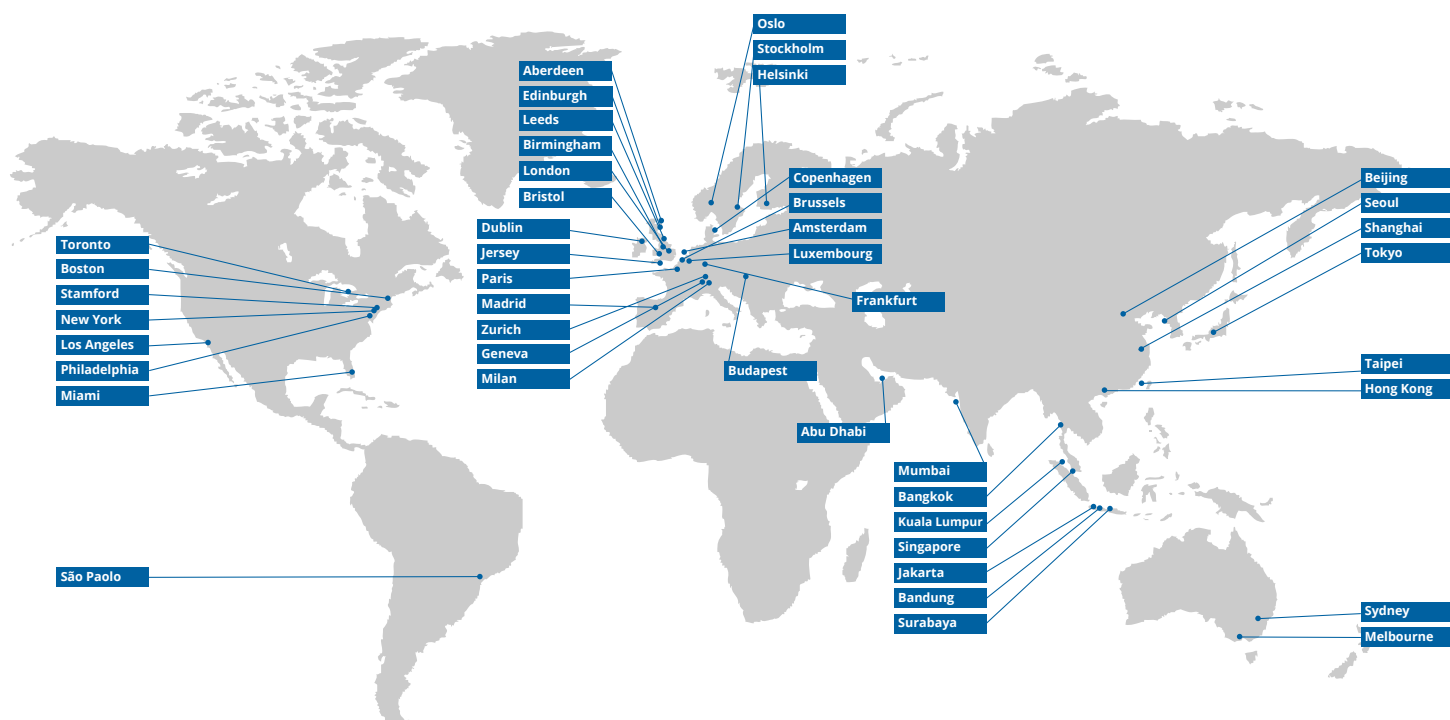 Oslo
Stockholm
Helsinki
Aberdeen
Edinburgh
Leeds
Birmingham
London
Bristol
Copenhagen
Brussels
Amsterdam
Luxembourg
Frankfurt
Dublin
Jersey
Paris
Madrid
Zurich
Geneva
Milan
Budapest
Toronto
Boston
Stamford
New York
Los Angeles
Philadelphia
Miami
São Paolo
Beijing
Seoul
Shanghai
Tokyo
Taipei
Hong Kong
Abu Dhabi
Mumbai
Bangkok
Kuala Lumpur
Singapore
Jakarta
Bandung
Surabaya
Sydney
Melbourne